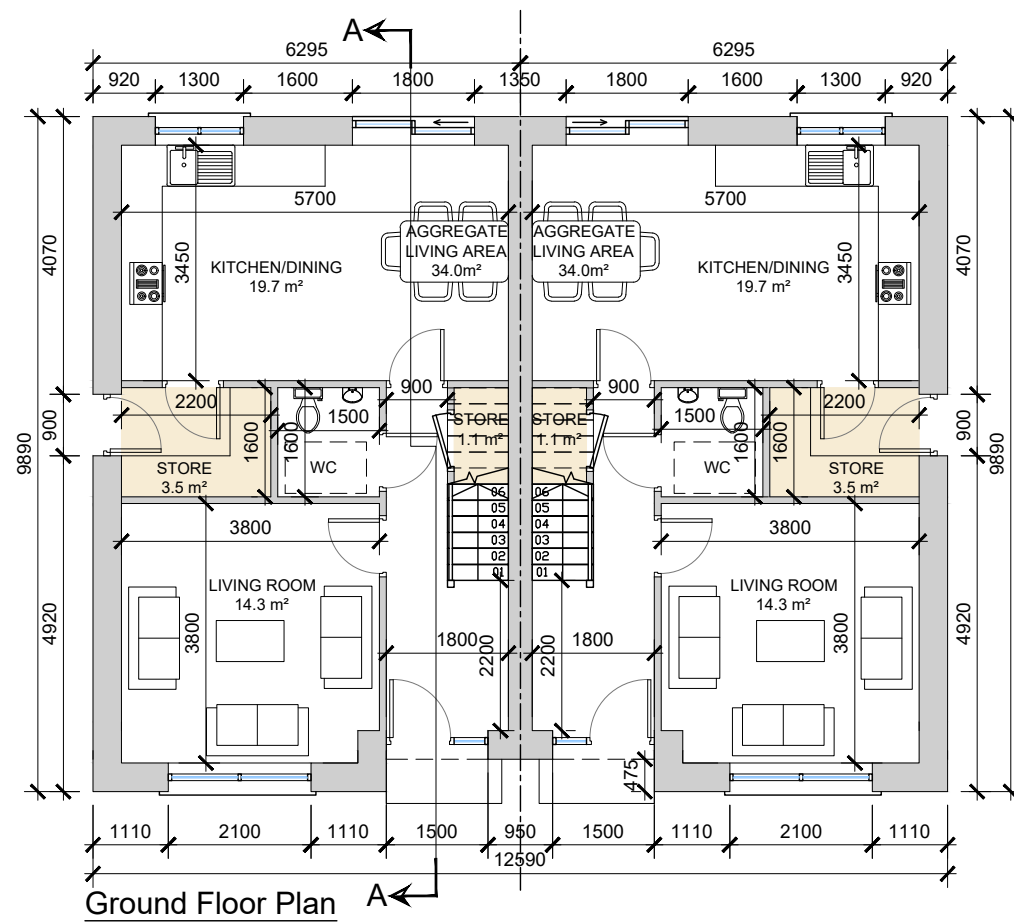 A
6295
6295
920
1300
1600
1800
1350
1800
1600
1300
920
5700
5700
AGGREGATE
LIVING AREA
34.0m²
AGGREGATE
LIVING AREA
34.0m²
KITCHEN/DINING
19.7 m²
KITCHEN/DINING
19.7 m²
3450
3450
4070
4070
9890
9890
900
900
4920
4920
2200
1500
900
900
1500
2200
1600
1600
1600
1600
STORE
1.1 m²
STORE
1.1 m²
WC
WC
STORE
3.5 m²
STORE
3.5 m²
06
05
04
03
02
01
06
05
04
03
02
01
3800
3800
LIVING ROOM
14.3 m²
LIVING ROOM
14.3 m²
3800
3800
1800
1800
2200
2200
475
1110
2100
1110
1500
950
1500
1110
2100
1110
12590
A
Ground Floor Plan